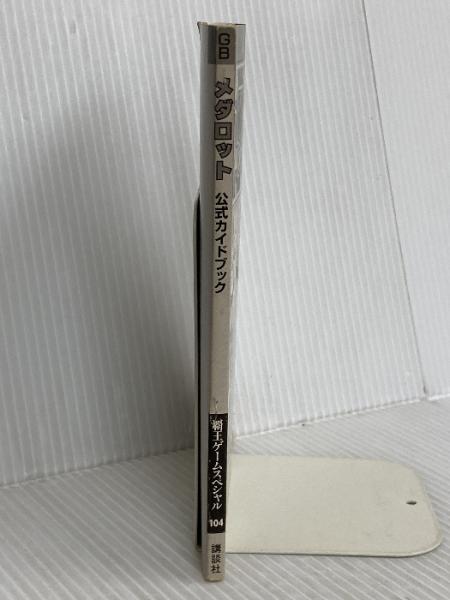 GB
メダロット
公式ガイドブック
覇王ゲームスペシャル
104
講談社